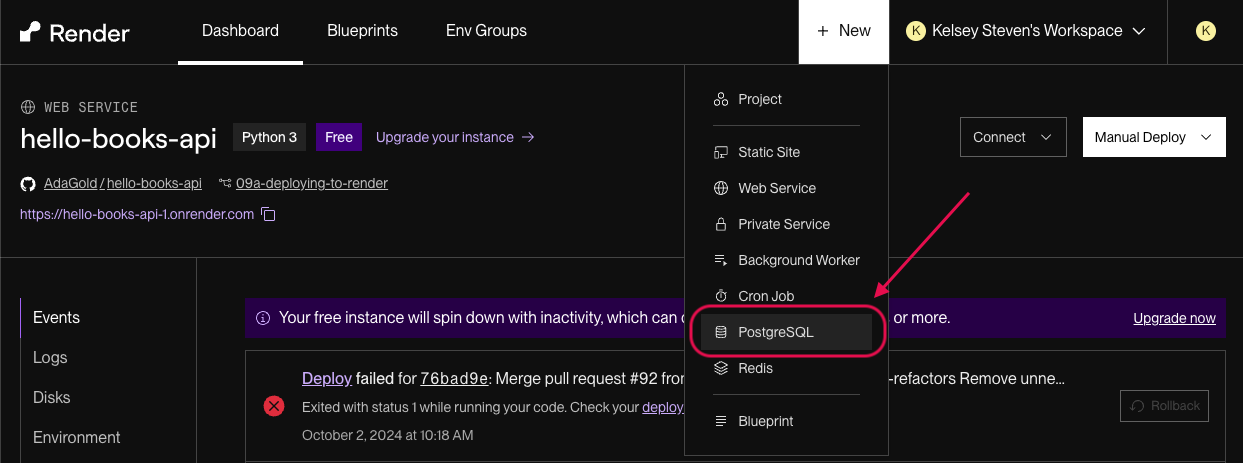 Render
Dashboard
Blueprints
Env Groups
+ New
K
Kelsey Steven's Workspace
K
WEB SERVICE
hello-books-api
Python 3
Free
Upgrade your instance →
Connect
Manual Deploy
AdaGold / hello-books-api
09a-deploying-to-render
https://hello-books-api-1.onrender.com
Project
Static Site
Web Service
Private Service
Background Worker
Cron Job
PostgreSQL
Redis
Blueprint
Events
Logs
Disks
Environment
Your free instance will spin down with inactivity, which can or more.
Upgrade now
Deploy failed for 76bad9e: Merge pull request #92 from -refactors Remove unne...
Exited with status 1 while running your code. Check your deploy
October 2, 2024 at 10:18 AM
Rollback